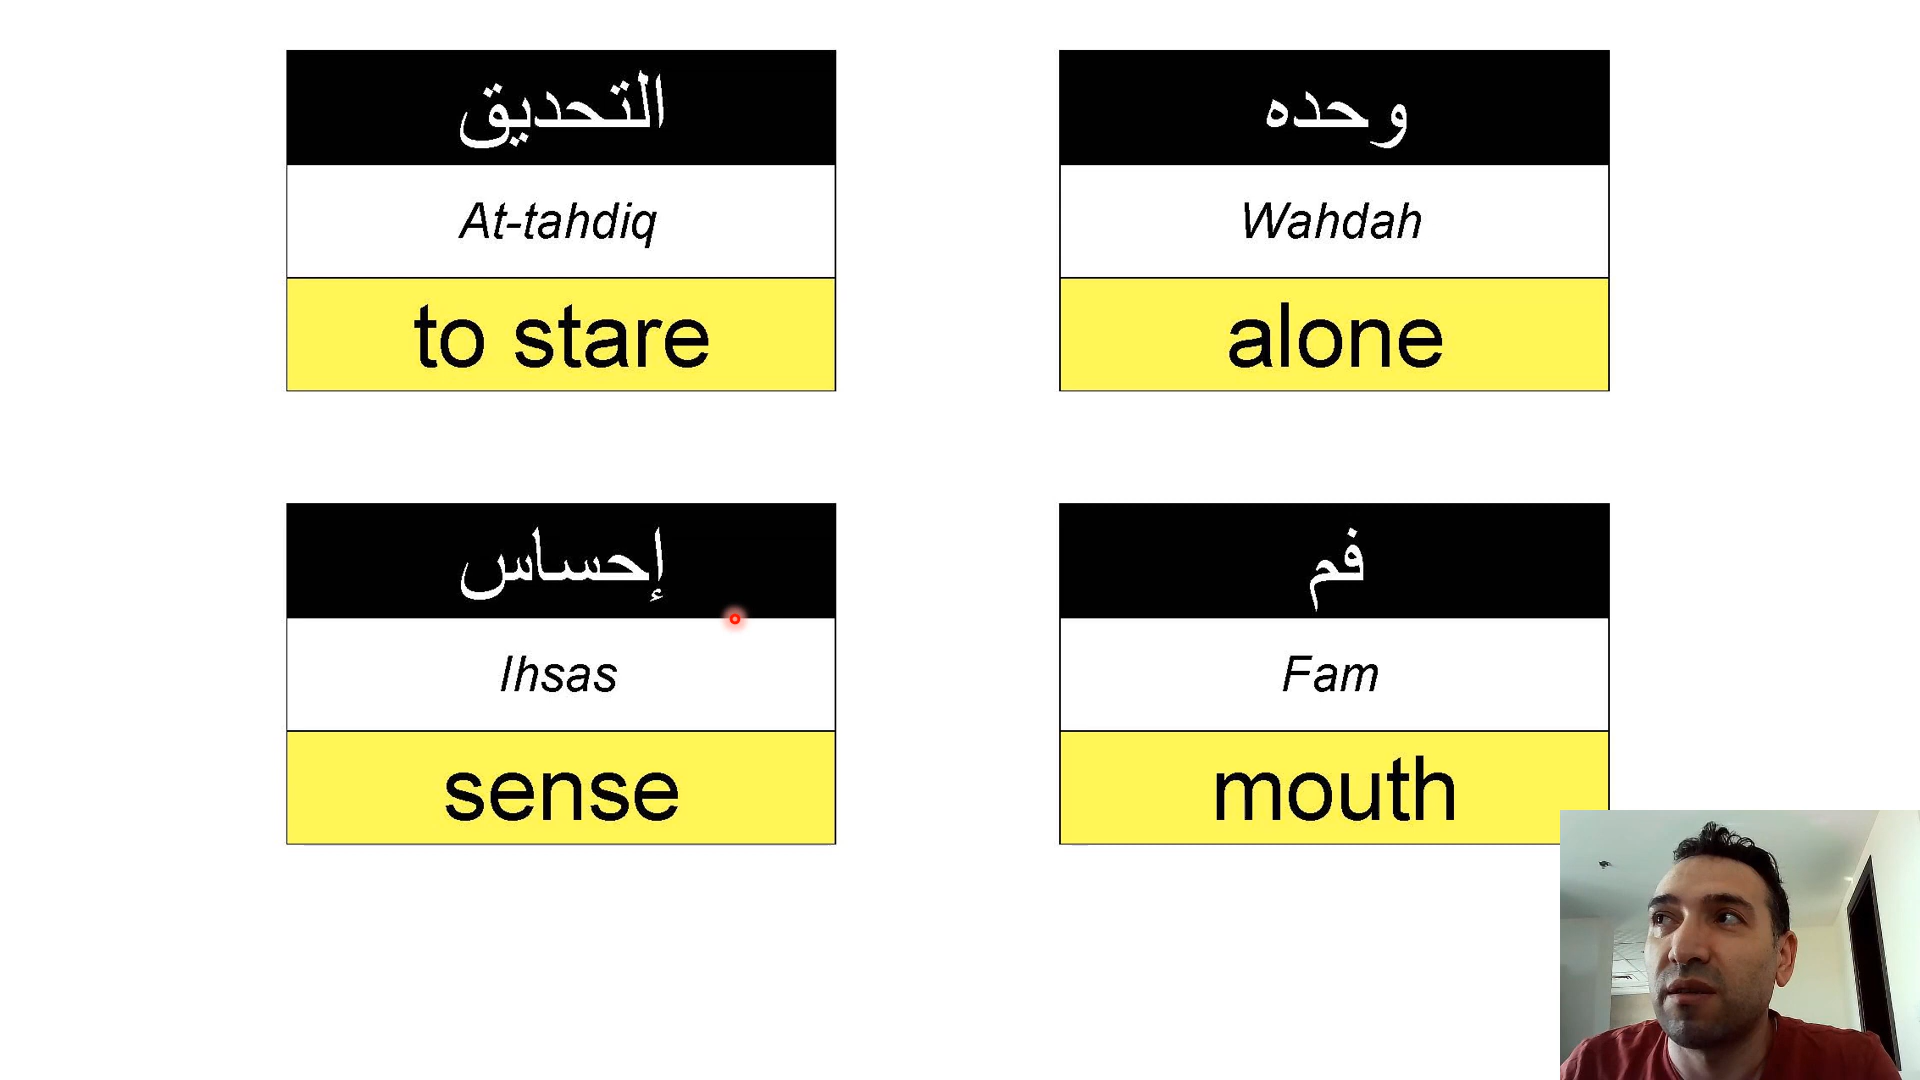 التحديق
At-tahdiq
to stare
وحده
Wahdah
alone
إحساس
Ihsas
sense
فم
Fam
mouth